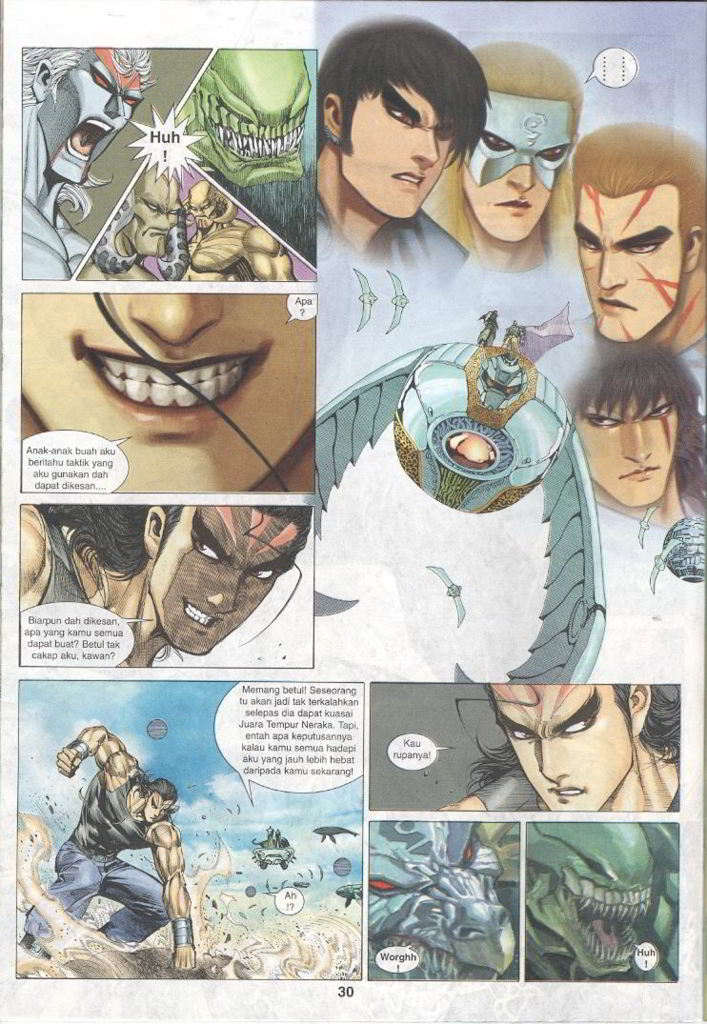 Huh
!
............
Apa
?
Anak-anak buah aku
beritahu taktik yang
aku gunakan dah
dapat dikesan....
Biarpun dah dikesan,
apa yang kamu semua
dapat buat? Betul tak
cakap aku, kawan?
Memang betul! Seseorang
tu akan jadi tak terkalahkan
selepas dia dapat kuasai
Juara Tempur Neraka. Tapi,
entah apa keputusannya
kalau kamu semua hadapi
aku yang jauh lebih hebat
daripada kamu sekarang!
Ah
!?
Kau
rupanya!
Worghh
!
Huh
!
30